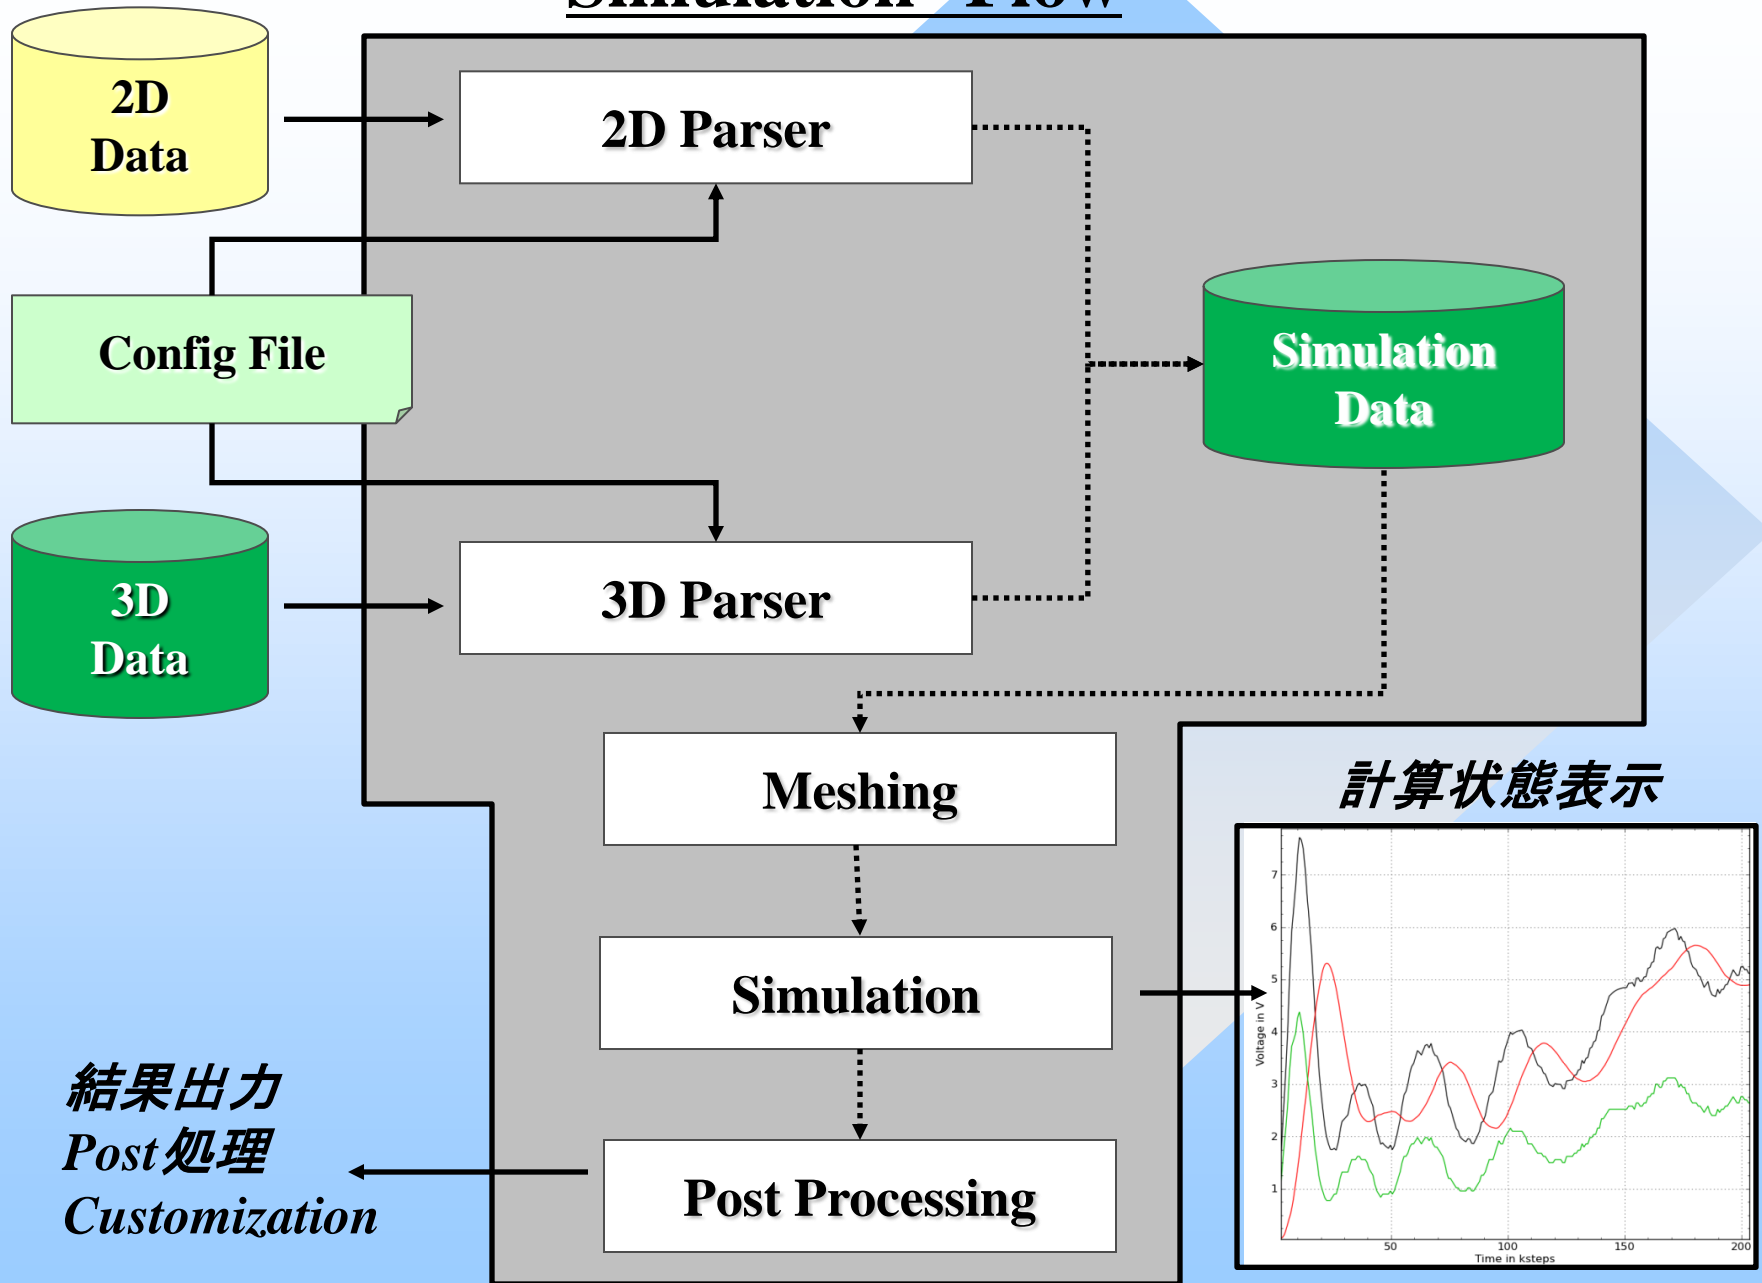 Simulation Flow
2D
Data
2D Parser
Config File
Simulation
Data
3D
Data
3D Parser
Meshing
計算状態表示
Simulation
結果出力
Post処理
Customization
Post Processing
7
6
5
4
3
2
1
Voltage in V
50
100
150
200
Time in ksteps